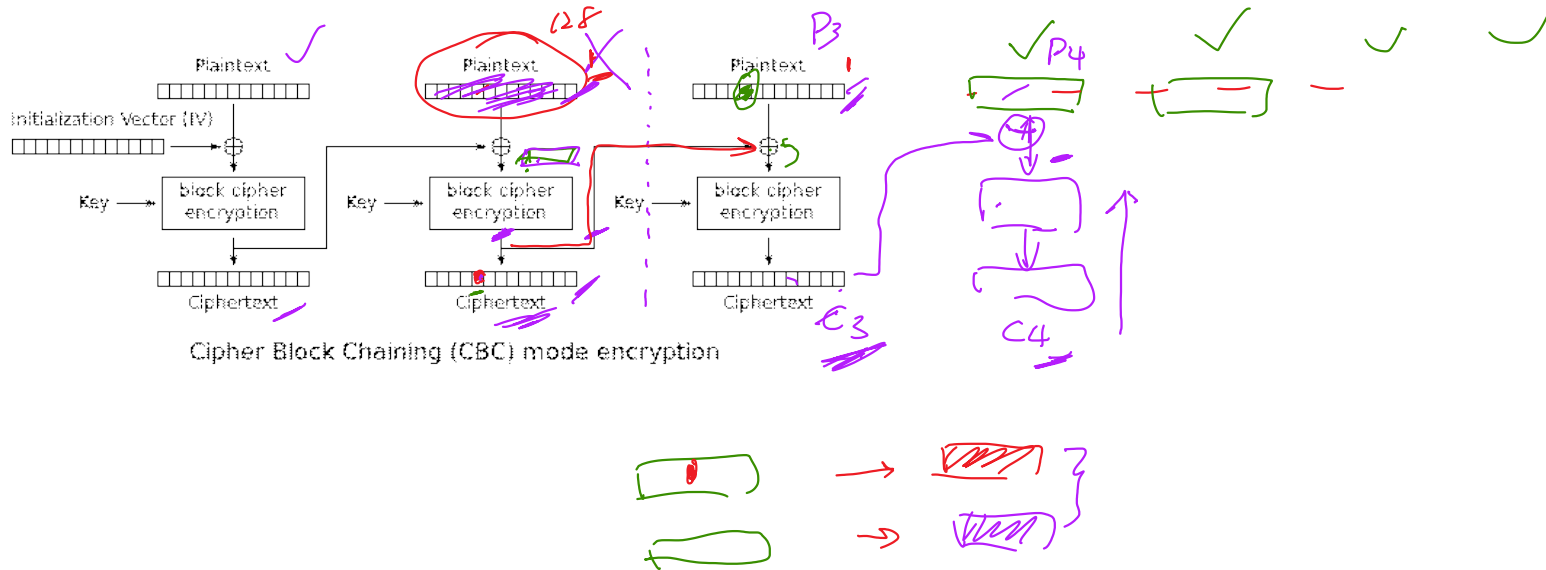 128
P3
P4
Plaintext
Plaintext
Plaintext
Initialization Vector (IV)
Key
block cipher
encryption
Key
block cipher
encryption
Key
block cipher
encryption
Ciphertext
Ciphertext
Ciphertext
C3
C4
Cipher Block Chaining (CBC) mode encryption